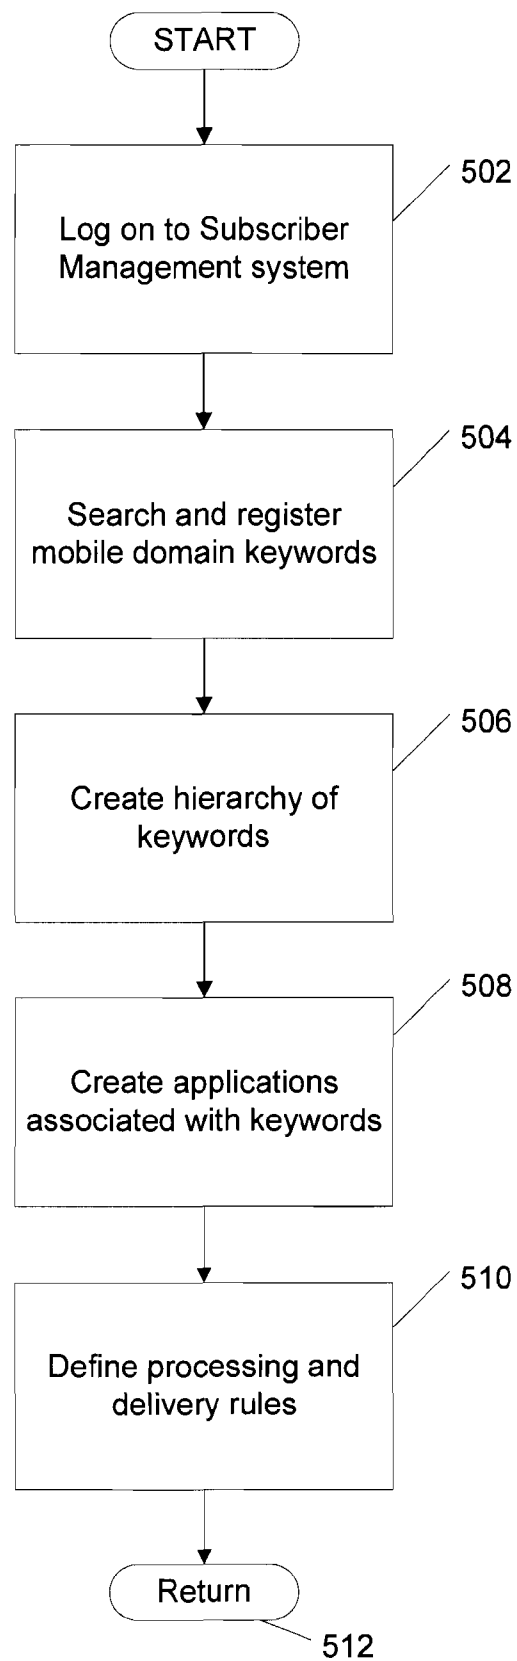 START
502
Log on to Subscriber
Management system
504
Search and register
mobile domain keywords
506
Create hierarchy of
keywords
508
Create applications
associated with keywords
510
Define processing and
delivery rules
Return
512